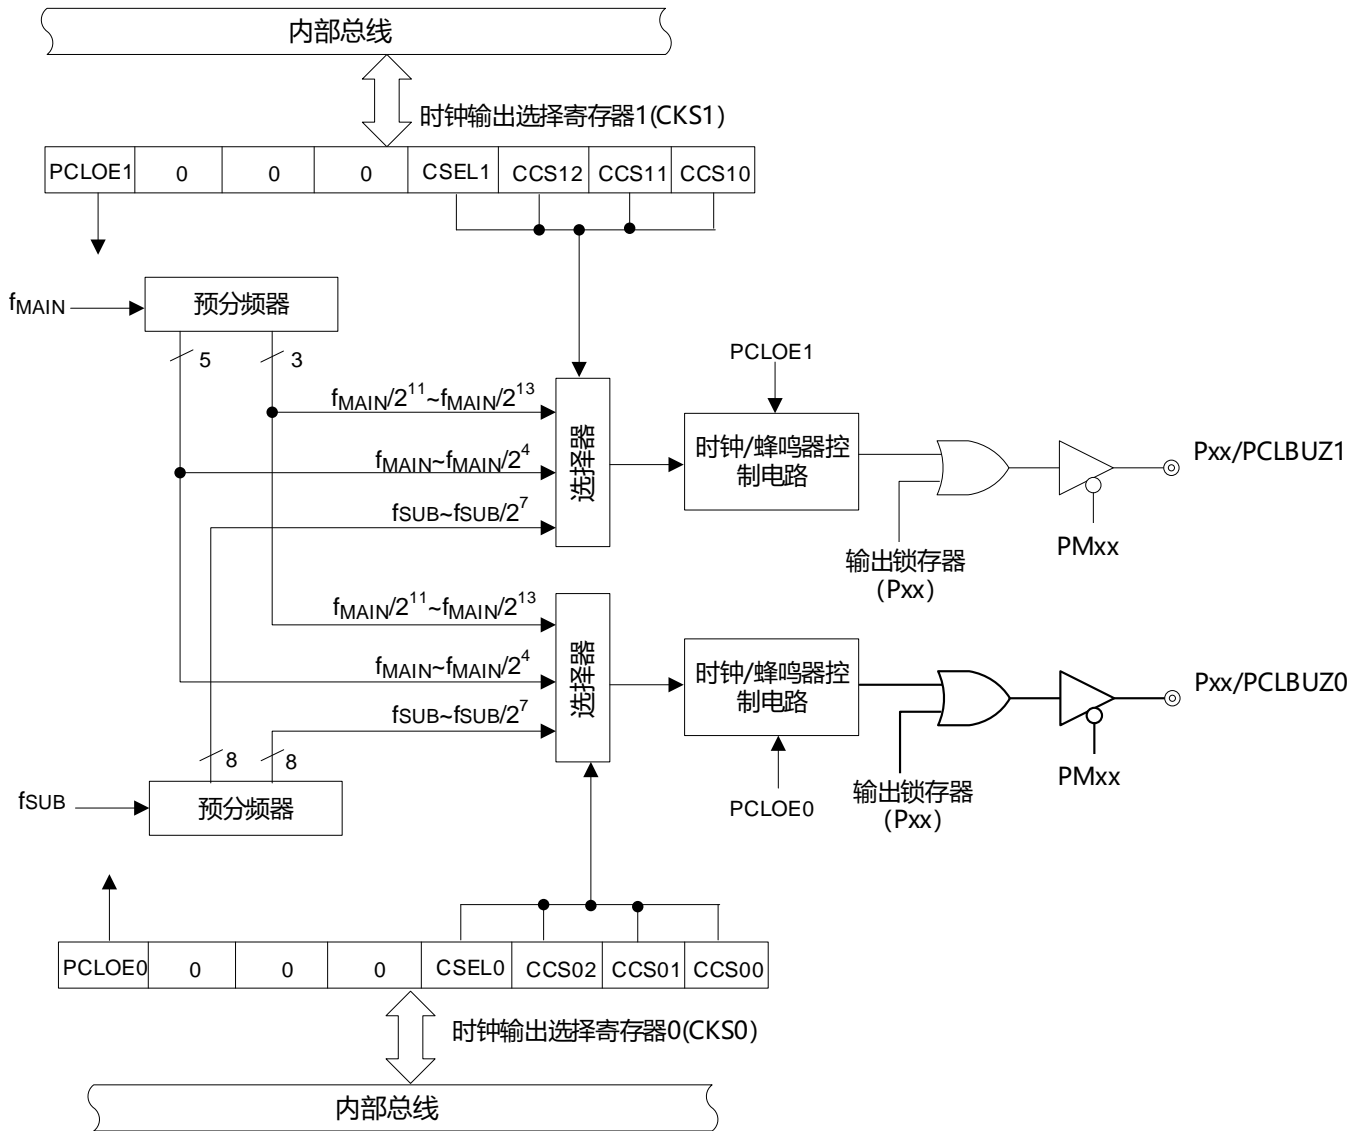 内部总线
时钟输出选择寄存器1(CKS1)
PCLOE1 0 0 0 CSEL1 CCS12 CCS11 CCS10
fMAIN
预分频器
5 3
PCLOE1
fMAIN/2^11~fMAIN/2^13
fMAIN~fMAIN/2^4
fSUB~fSUB/2^7
选择器
时钟/蜂鸣器控
制电路
Pxx/PCLBUZ1
输出锁存器
(Pxx)
PMxx
fMAIN/2^11~fMAIN/2^13
fMAIN~fMAIN/2^4
fSUB~fSUB/2^7
选择器
时钟/蜂鸣器控
制电路
Pxx/PCLBUZ0
8 8
fSUB
预分频器
PCLOE0
输出锁存器
(Pxx)
PMxx
PCLOE0 0 0 0 CSEL0 CCS02 CCS01 CCS00
时钟输出选择寄存器0(CKS0)
内部总线